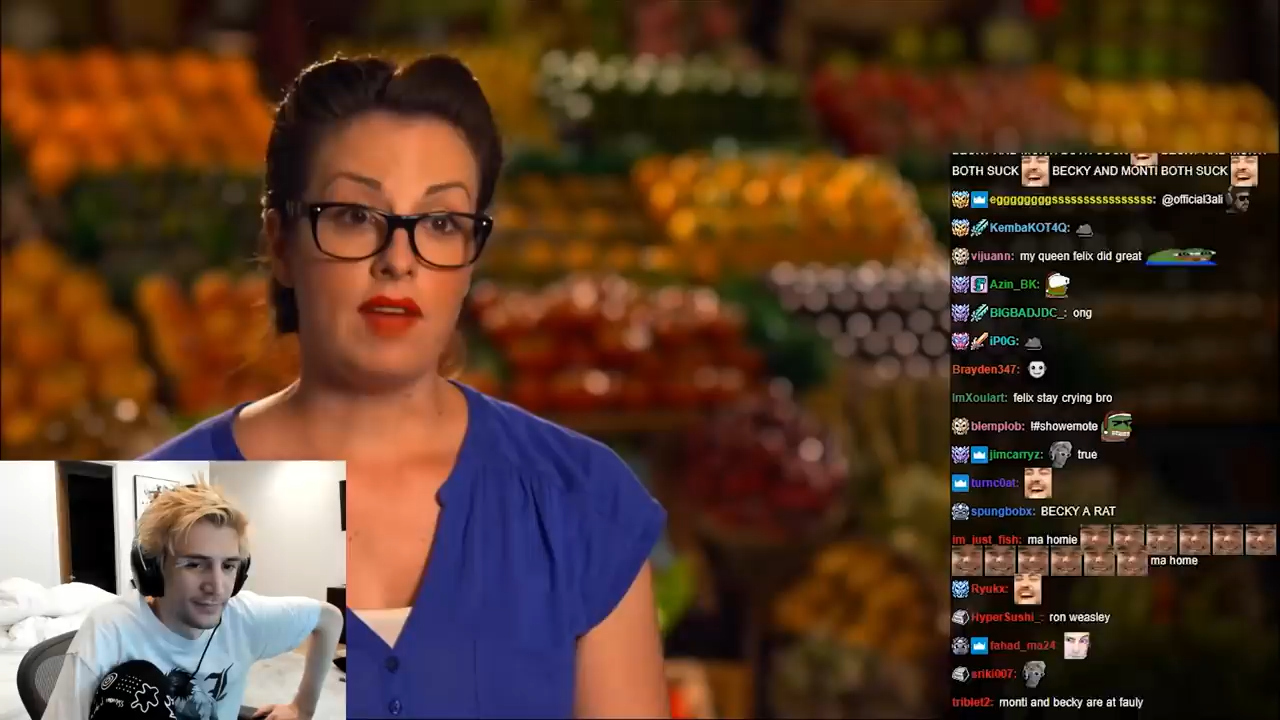 BOTH SUCK BECKY AND MONTI BOTH SUCK
egggggggssssssssssssssss: @official3ali
KembaKOT4Q:
vijuann: my queen felix did great
Azin_BK:
BIGBADJDC_: ong
iP0G:
Brayden347:
ImXoulart: felix stay crying bro
blemplob: !#showemote
jimcarryz: true
turnc0at:
spungbobx: BECKY A RAT
im_just_fish: ma homie
ma home
Ryukx:
HyperSushi_: ron weasley
fahad_ma24
sriki007:
triblet2: monti and becky are at fauly